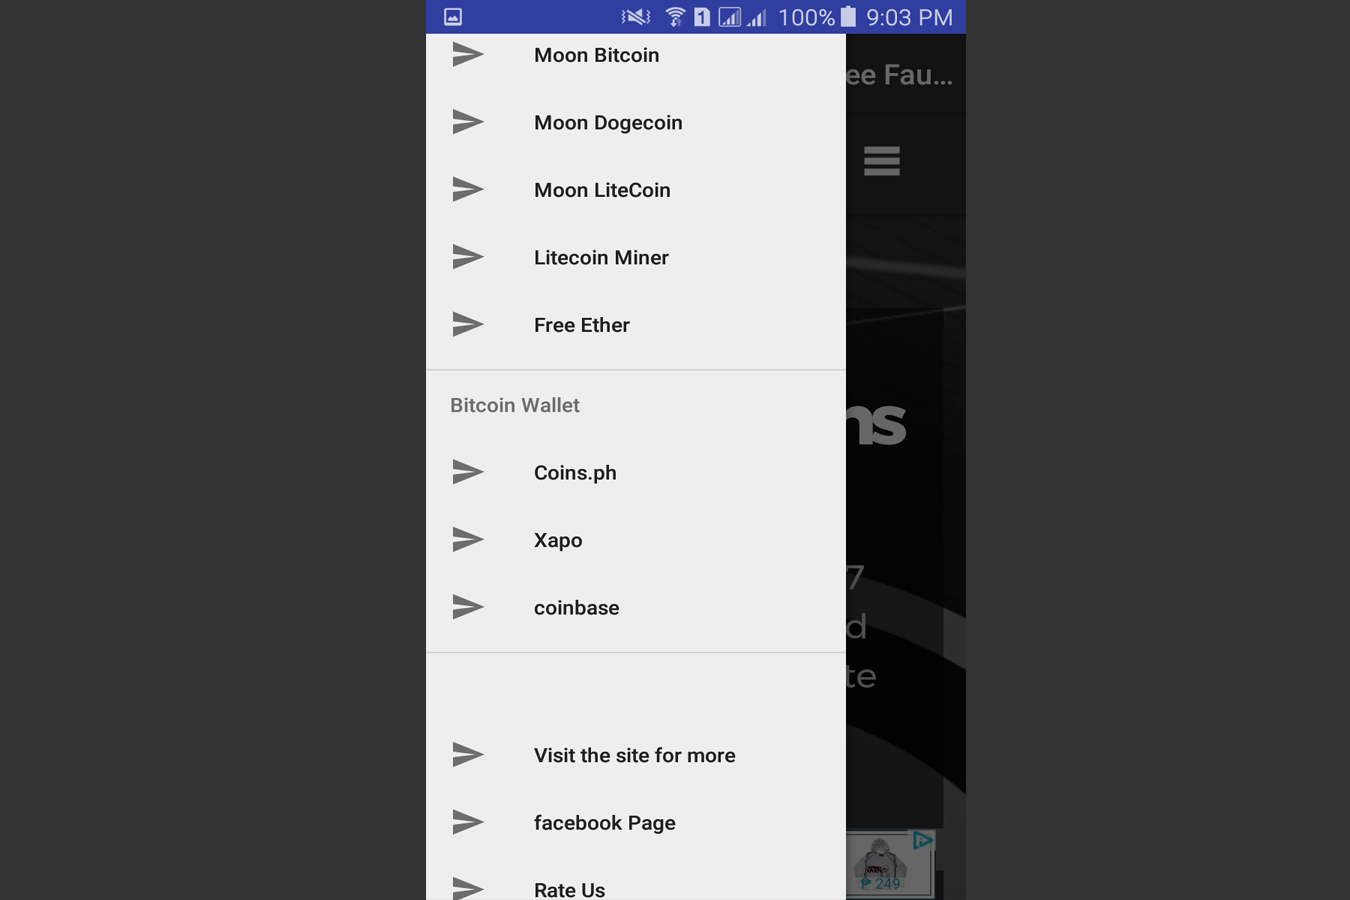 1 100% 9:03 PM
ee Fau...
Moon Bitcoin
Moon Dogecoin
Moon LiteCoin
Litecoin Miner
Free Ether
Bitcoin Wallet
ns
Coins.ph
Xapo
7
coinbase
d
te
Visit the site for more
facebook Page
₱ 249
Rate Us